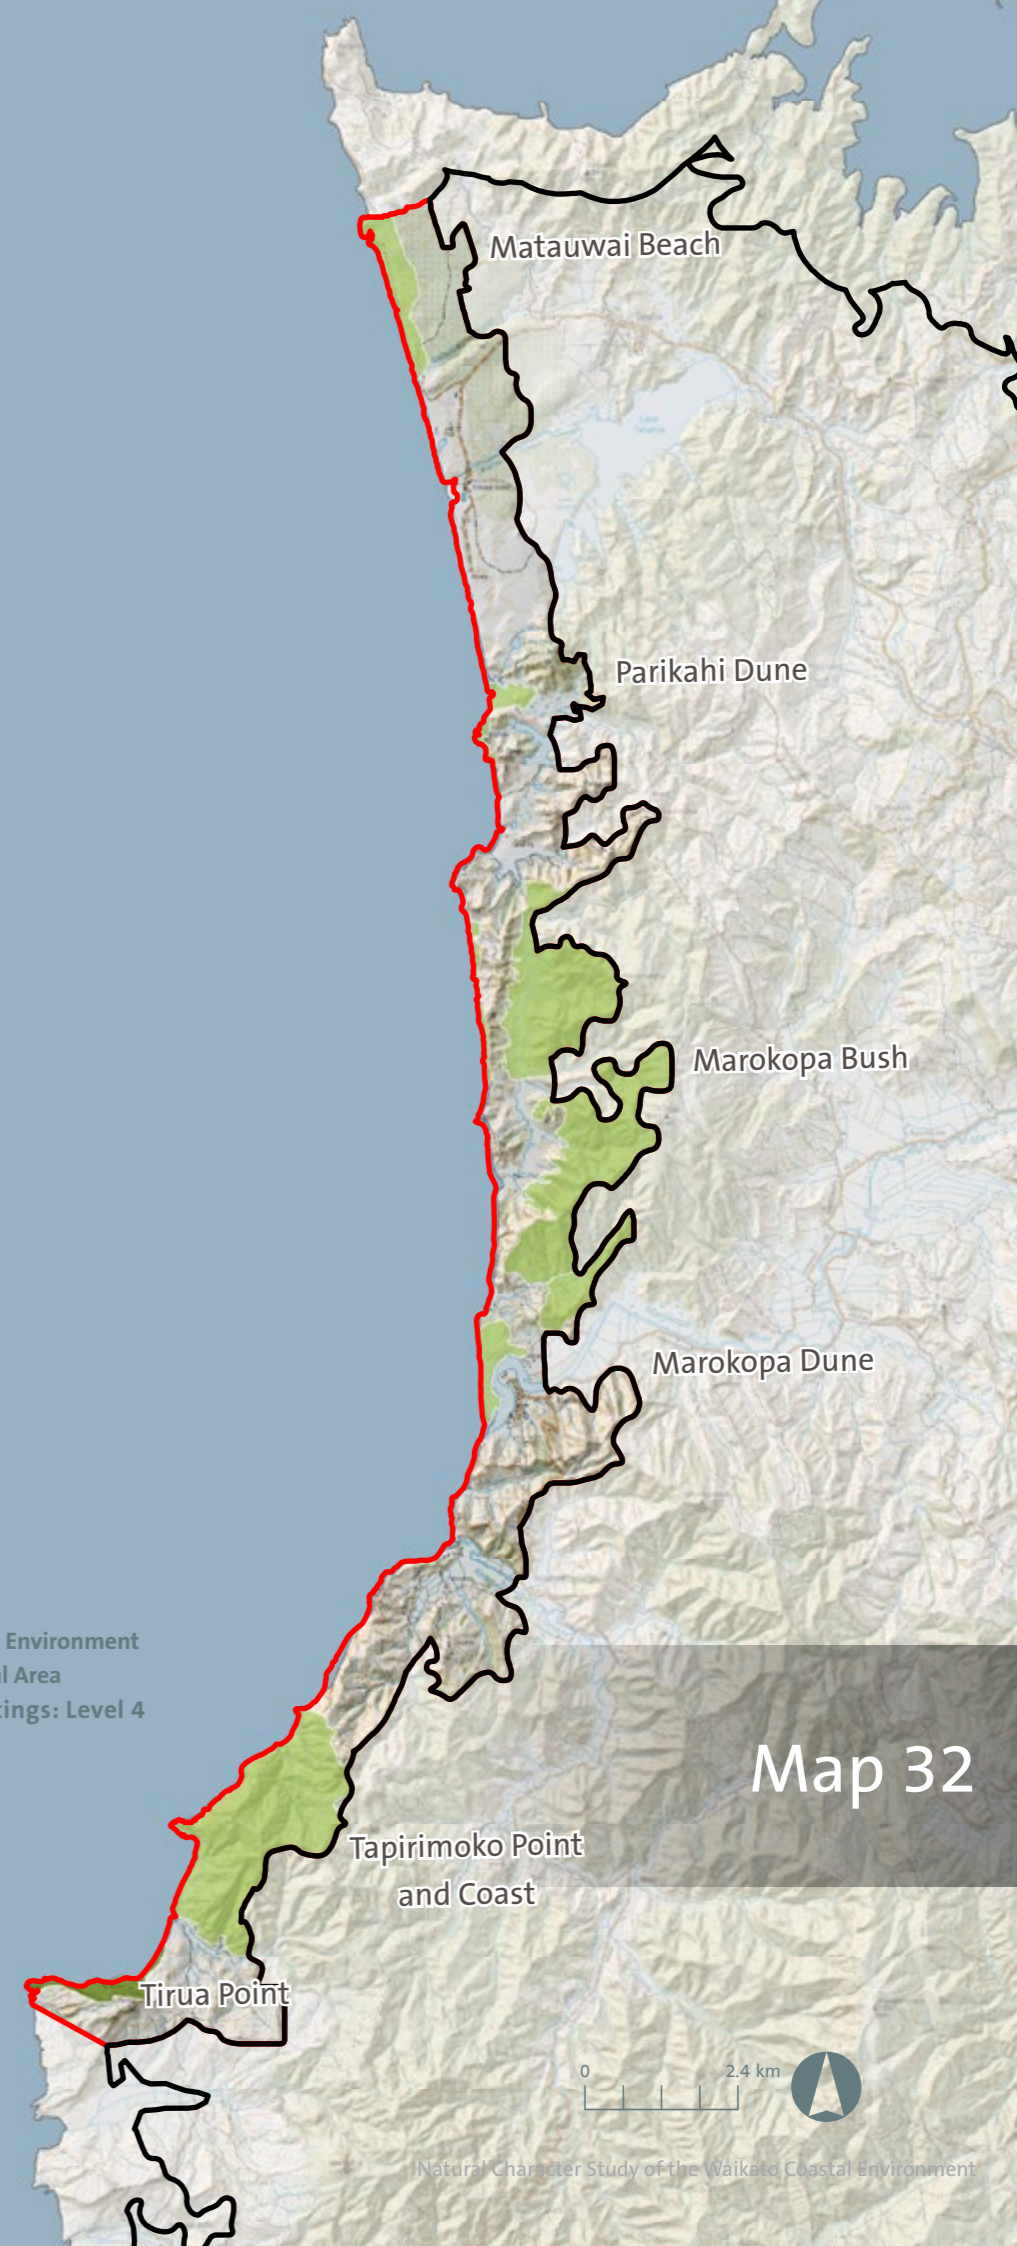 Matauwai Beach
Parikahi Dune
Marokopa Bush
Marokopa Dune
Environment
l Area
ings: Level 4
Map 32
Tapirimoko Point
and Coast
Tirua Point
0 2.4 km
Natural Character Study of the Waikato Coastal Environment